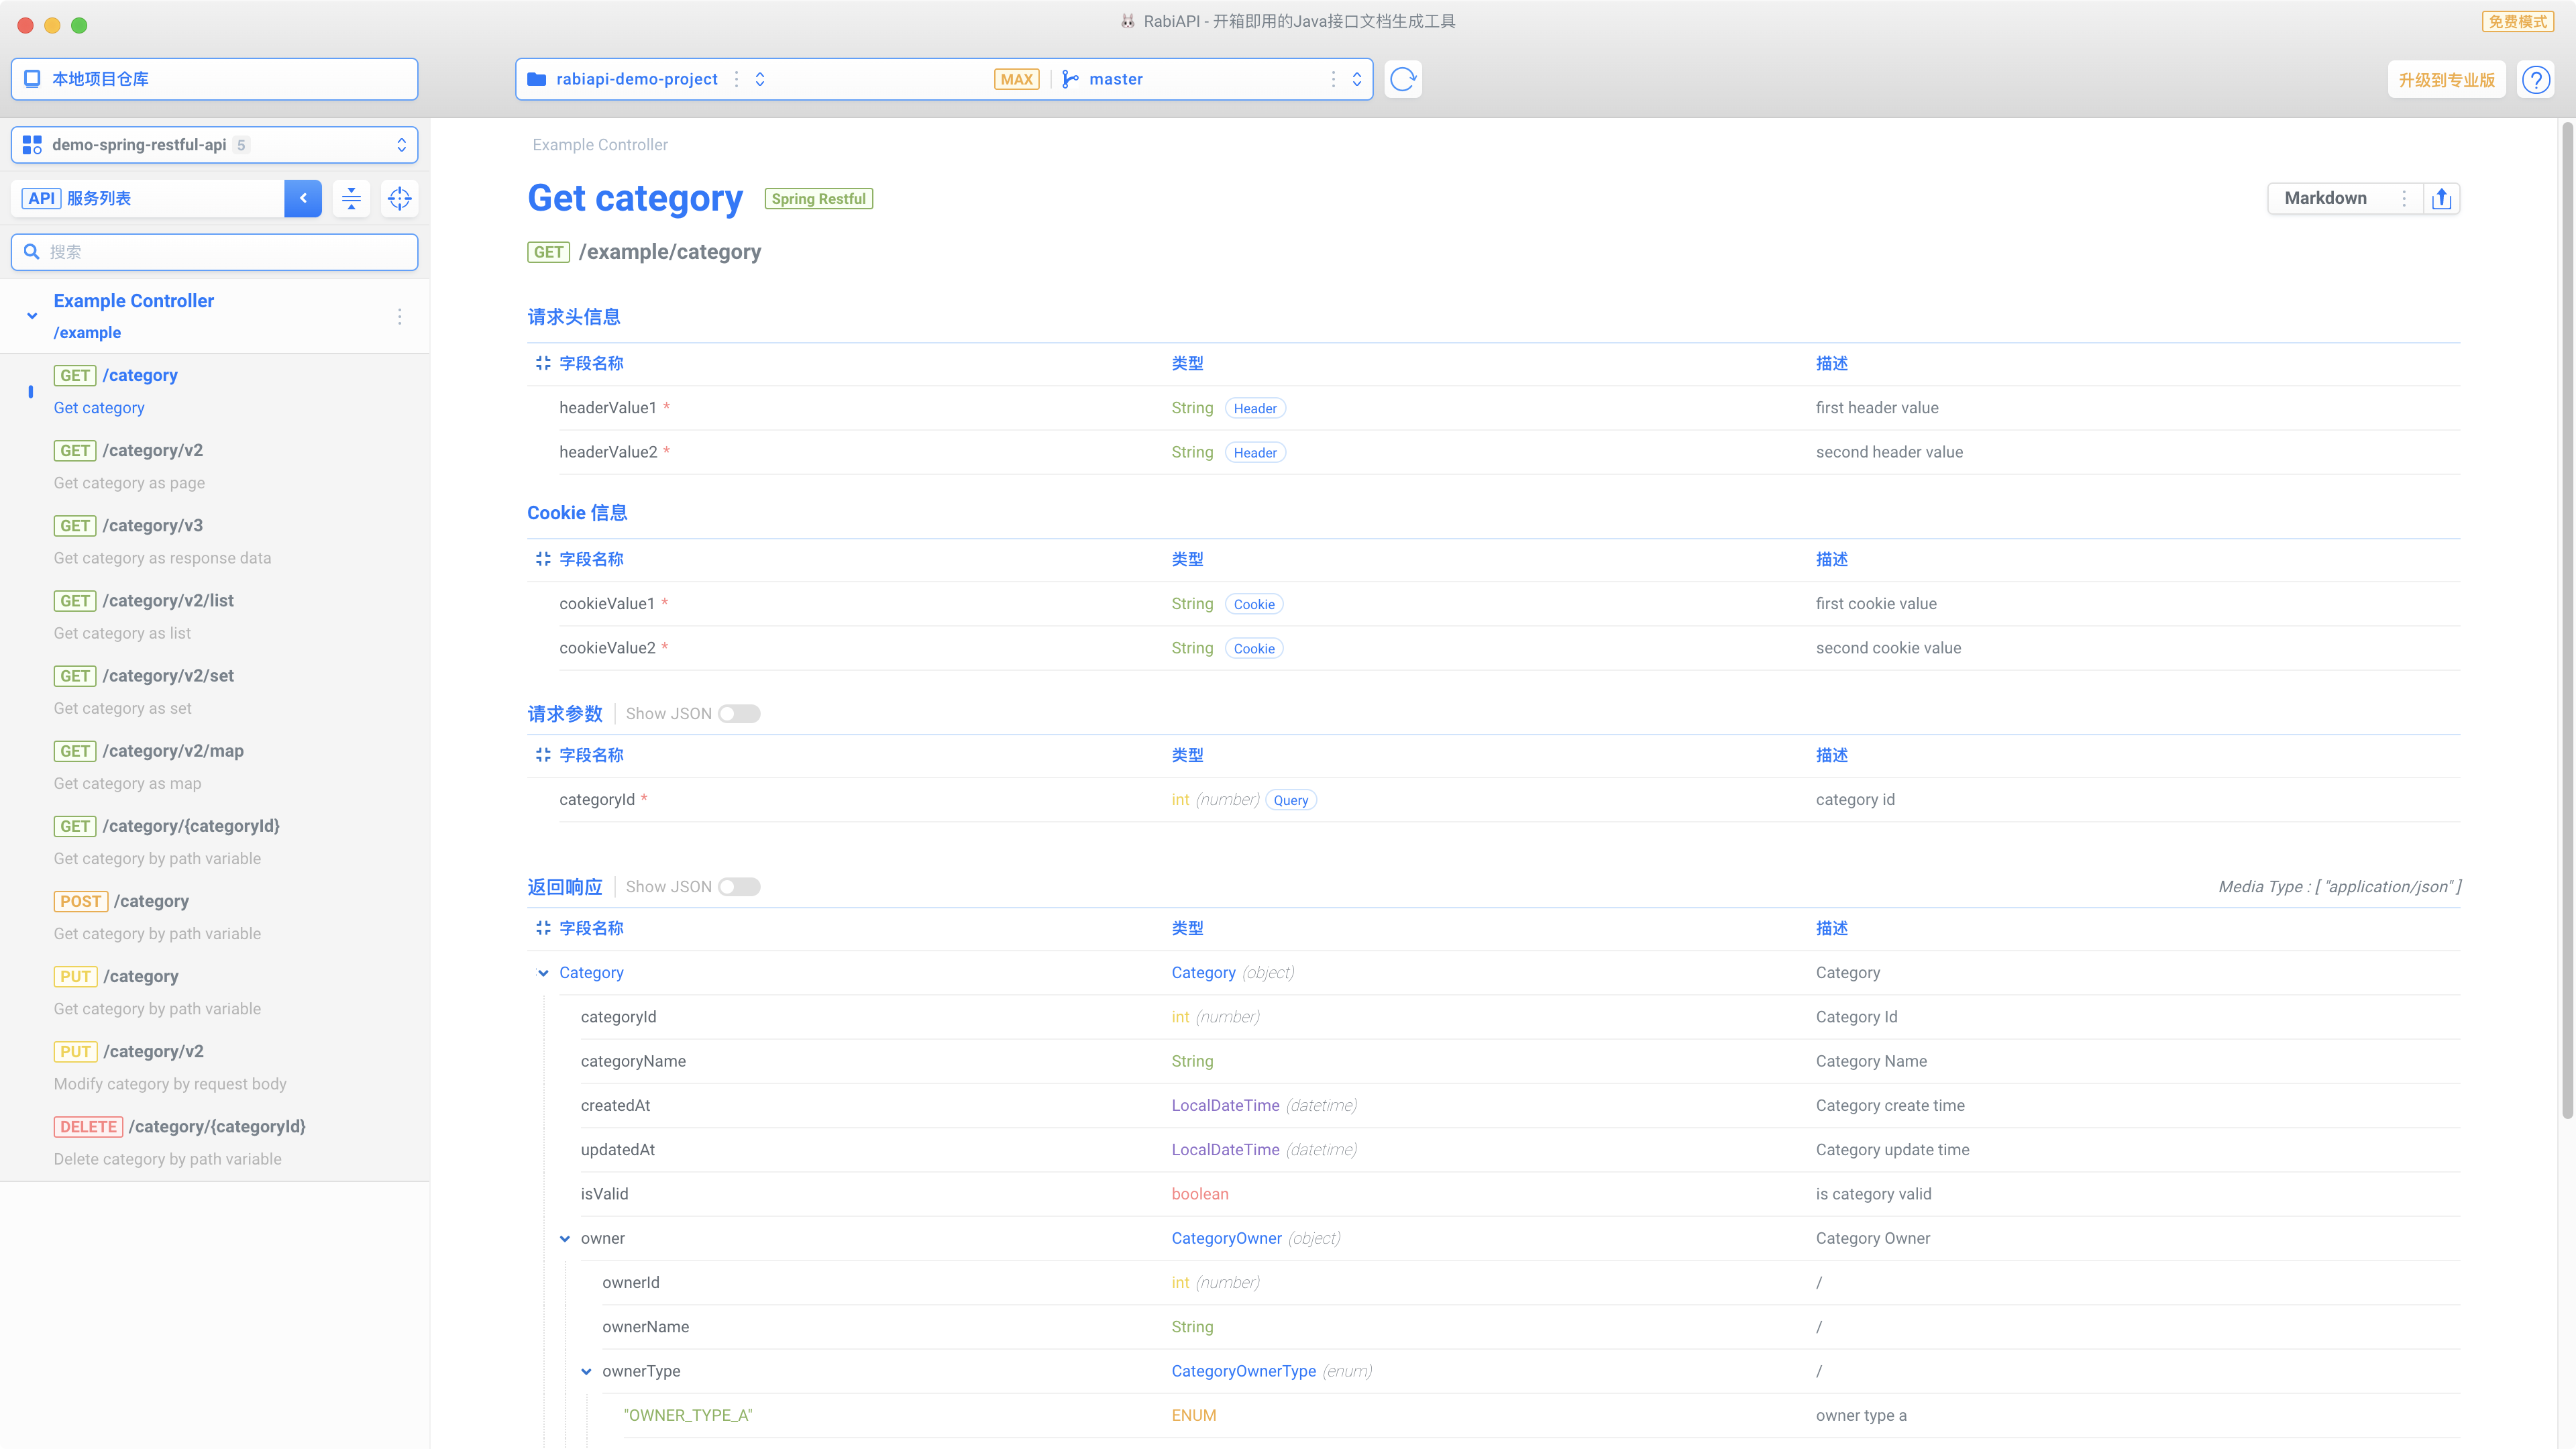 RabiAPI - 开箱即用的Java接口文档生成工具
免费模式
本地项目仓库
rabiapi-demo-project
MAX
master
升级到专业版
demo-spring-restful-api 5
API 服务列表
搜索
Example Controller
/example
GET /category
Get category
GET /category/v2
Get category as page
GET /category/v3
Get category as response data
GET /category/v2/list
Get category as list
GET /category/v2/set
Get category as set
GET /category/v2/map
Get category as map
GET /category/{categoryId}
Get category by path variable
POST /category
Get category by path variable
PUT /category
Get category by path variable
PUT /category/v2
Modify category by request body
DELETE /category/{categoryId}
Delete category by path variable
Example Controller
Get category Spring Restful
Markdown
GET /example/category
请求头信息
字段名称 类型 描述
headerValue1 * String Header first header value
headerValue2 * String Header second header value
Cookie 信息
字段名称 类型 描述
cookieValue1 * String Cookie first cookie value
cookieValue2 * String Cookie second cookie value
请求参数 Show JSON
字段名称 类型 描述
categoryId * int (number) Query category id
返回响应 Show JSON Media Type : [ "application/json" ]
字段名称 类型 描述
Category Category (object) Category
categoryId int (number) Category Id
categoryName String Category Name
createdAt LocalDateTime (datetime) Category create time
updatedAt LocalDateTime (datetime) Category update time
isValid boolean is category valid
owner CategoryOwner (object) Category Owner
ownerId int (number) /
ownerName String /
ownerType CategoryOwnerType (enum) /
"OWNER_TYPE_A" ENUM owner type a